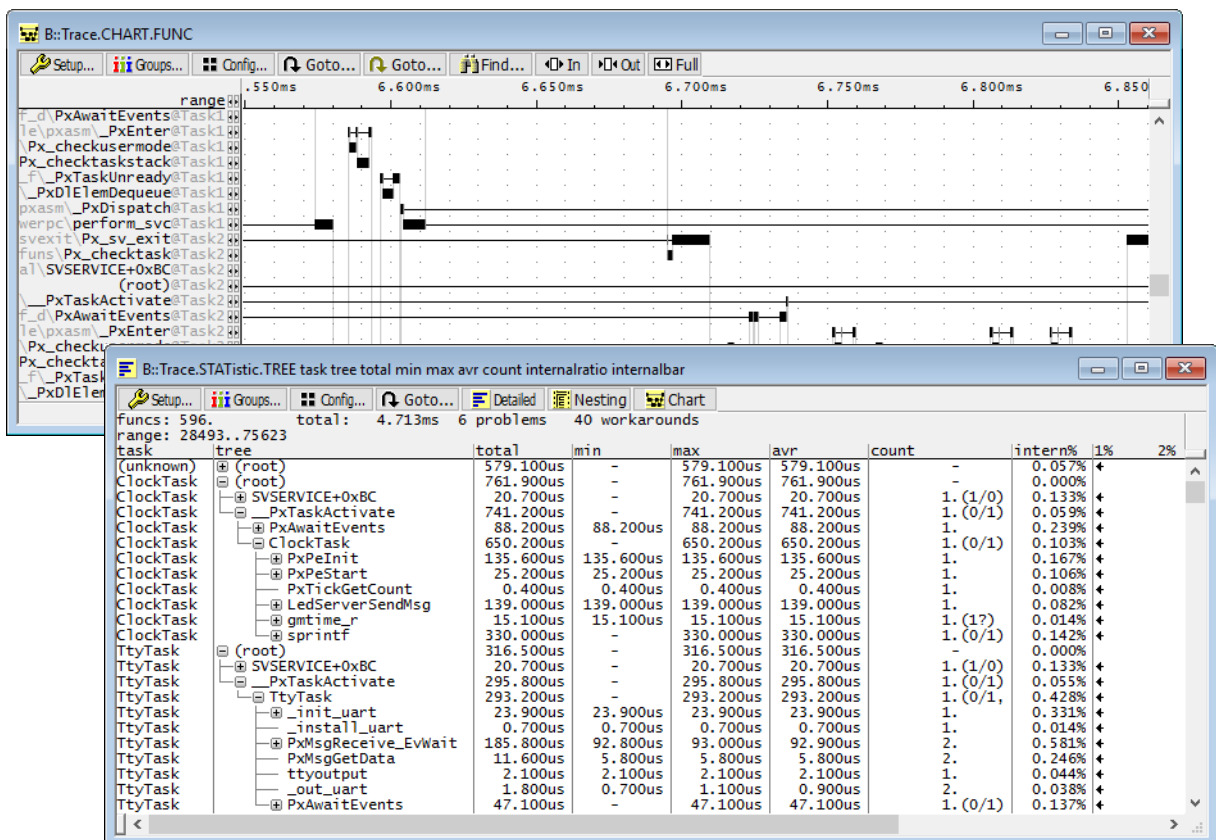 B::Trace.CHART.FUNC
Setup... Groups... Config... Goto... Goto... Find... In Out Full
.550ms 6.600ms 6.650ms 6.700ms 6.750ms 6.800ms 6.850
range
f_d\PxAwaitEvents@Task1
le\pxasm\_PxEnter@Task1
\Px_checkusermode@Task1
Px_checktaskstack@Task1
_f\_PxTaskUnready@Task1
\_PxDlElemDequeue@Task1
pxasm\_PxDispatch@Task1
werpc\perform_svc@Task1
svexit\Px_sv_exit@Task2
funs\Px_checktask@Task2
al\SVSERVICE+0xBC@Task2
(root)@Task2
\__PxTaskActivate@Task2
f_d\PxAwaitEvents@Task2
le\pxasm\_PxEnter@Task2
\Px_checku
Px_checkta
_f\_PxTask
\_PxDlElem
B::Trace.STATistic.TREE task tree total min max avr count internalratio internalbar
Setup... Groups... Config... Goto... Detailed Nesting Chart
funcs: 596. total: 4.713ms 6 problems 40 workarounds
range: 28493..75623
task tree total min max avr count intern% 1% 2%
(unknown) (root) 579.100us - 579.100us 579.100us - 0.057%
ClockTask (root) 761.900us - 761.900us 761.900us - 0.000%
ClockTask SVSERVICE+0xBC 20.700us - 20.700us 20.700us 1.(1/0) 0.133%
ClockTask __PxTaskActivate 741.200us - 741.200us 741.200us 1.(0/1) 0.059%
ClockTask PxAwaitEvents 88.200us 88.200us 88.200us 88.200us 1. 0.239%
ClockTask ClockTask 650.200us - 650.200us 650.200us 1.(0/1) 0.103%
ClockTask PxPeInit 135.600us 135.600us 135.600us 135.600us 1. 0.167%
ClockTask PxPeStart 25.200us 25.200us 25.200us 25.200us 1. 0.106%
ClockTask PxTickGetCount 0.400us 0.400us 0.400us 0.400us 1. 0.008%
ClockTask LedServerSendMsg 139.000us 139.000us 139.000us 139.000us 1. 0.082%
ClockTask gmtime_r 15.100us 15.100us 15.100us 15.100us 1.(1?) 0.014%
ClockTask sprintf 330.000us - 330.000us 330.000us 1.(0/1) 0.142%
TtyTask (root) 316.500us - 316.500us 316.500us - 0.000%
TtyTask SVSERVICE+0xBC 20.700us - 20.700us 20.700us 1.(1/0) 0.133%
TtyTask __PxTaskActivate 295.800us - 295.800us 295.800us 1.(0/1) 0.055%
TtyTask TtyTask 293.200us - 293.200us 293.200us 1.(0/1, 0.428%
TtyTask _init_uart 23.900us 23.900us 23.900us 23.900us 1. 0.331%
TtyTask _install_uart 0.700us 0.700us 0.700us 0.700us 1. 0.014%
TtyTask PxMsgReceive_EvWait 185.800us 92.800us 93.000us 92.900us 2. 0.581%
TtyTask PxMsgGetData 11.600us 5.800us 5.800us 5.800us 2. 0.246%
TtyTask ttyoutput 2.100us 2.100us 2.100us 2.100us 1. 0.044%
TtyTask _out_uart 1.800us 0.700us 1.100us 0.900us 2. 0.038%
TtyTask PxAwaitEvents 47.100us - 47.100us 47.100us 1.(0/1) 0.137%